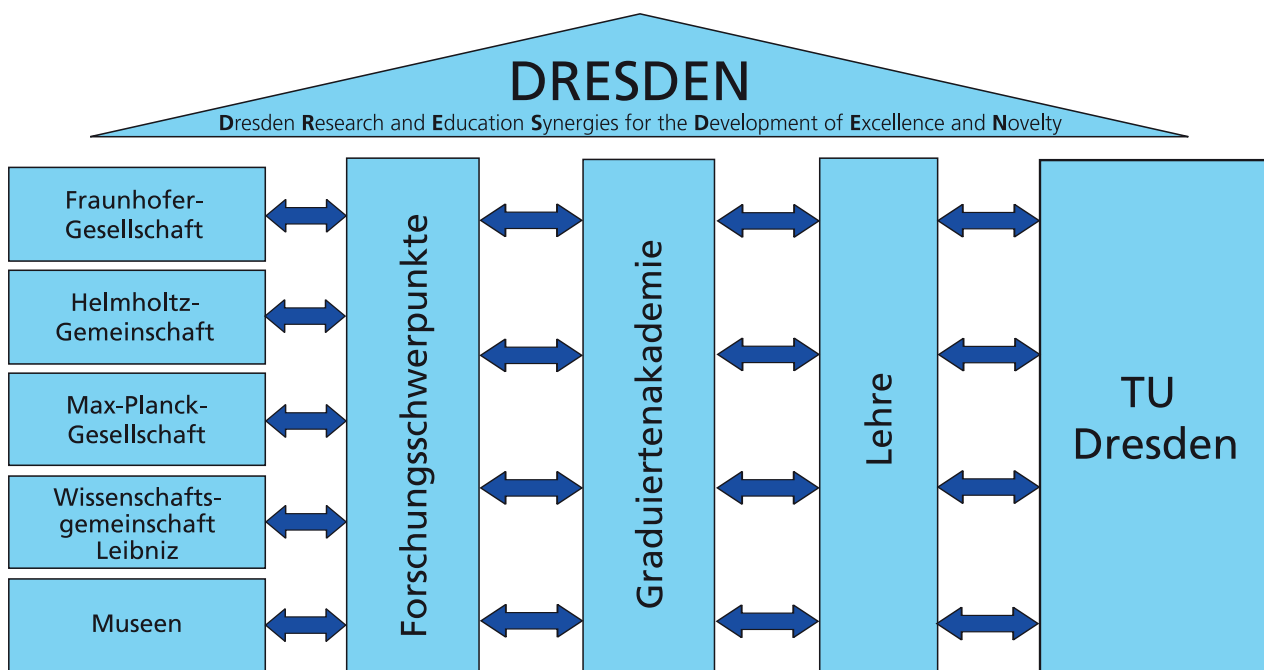 DRESDEN
Dresden Research and Education Synergies for the Development of Excellence and Novelty
Fraunhofer-
Gesellschaft
Helmholtz-
Gemeinschaft
Max-Planck-
Gesellschaft
Wissenschafts-
gemeinschaft
Leibniz
Museen
Forschungsschwerpunkte
Graduiertenakademie
Lehre
TU
Dresden